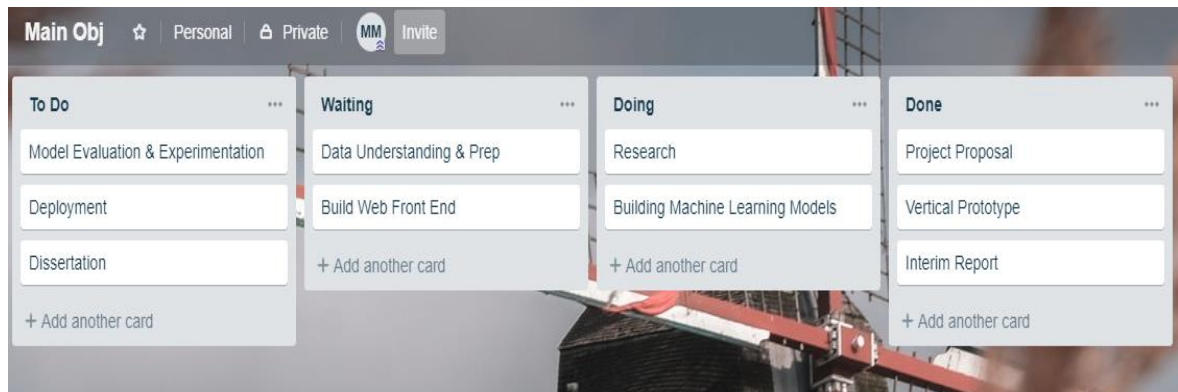 Main Obj Personal Private MM Invite
To Do ...
Model Evaluation & Experimentation
Deployment
Dissertation
+ Add another card
Waiting ...
Data Understanding & Prep
Build Web Front End
+ Add another card
Doing ...
Research
Building Machine Learning Models
+ Add another card
Done ...
Project Proposal
Vertical Prototype
Interim Report
+ Add another card